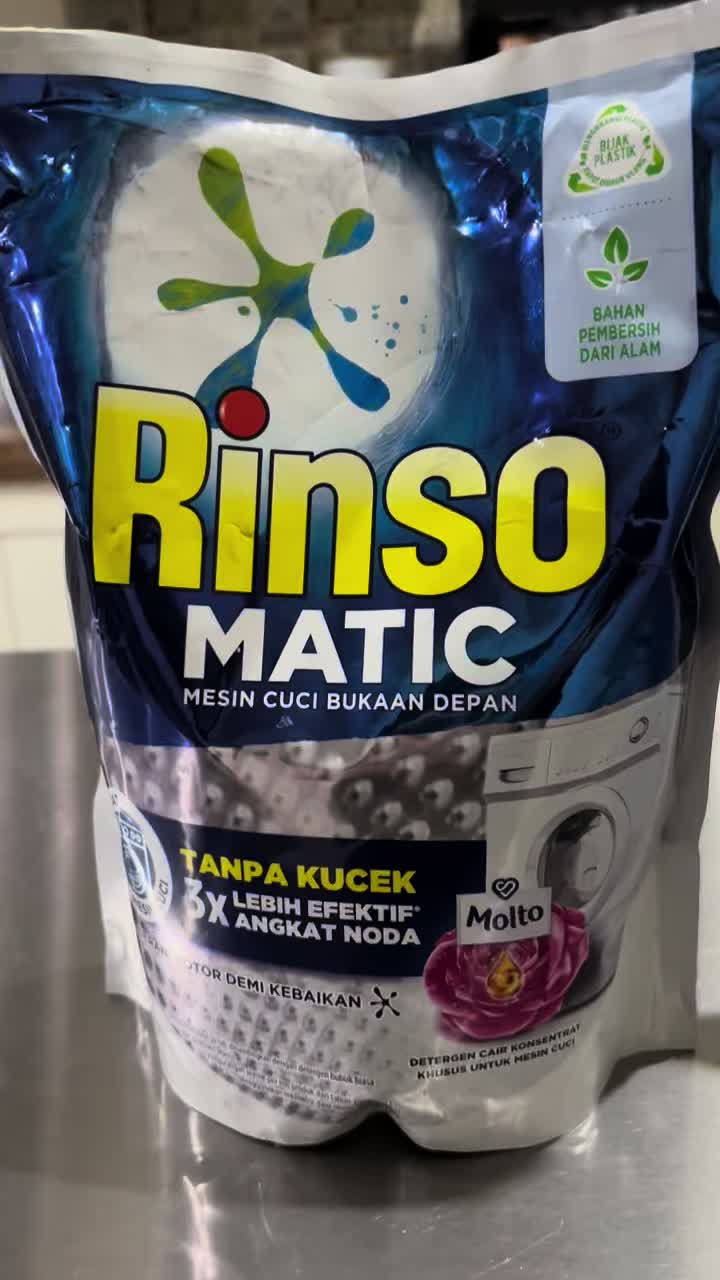 BIJAK
PLASTIK
BAHAN
PEMBERSIH
DARI ALAM
Rinso
MATIC
MESIN CUCI BUKAAN DEPAN
TANPA KUCEK
3x LEBIH EFEKTIF*
ANGKAT NODA
Molto
DEMI KEBAIKAN
DETERGEN CAIR KONSENTRAT
KHUSUS UNTUK MESIN CUCI